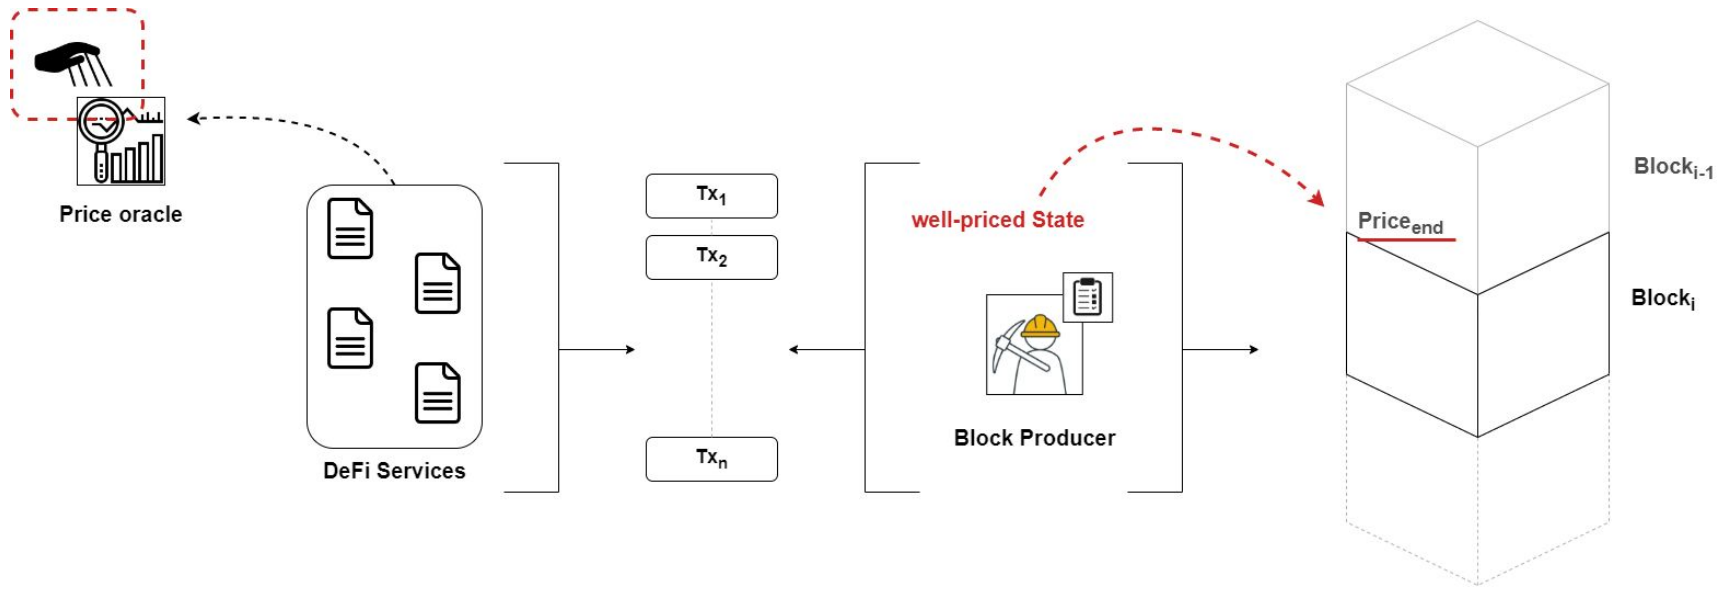 Price oracle
DeFi Services
Tx1
Tx2
Txn
well-priced State
Block Producer
Priceend
Blocki-1
Blocki